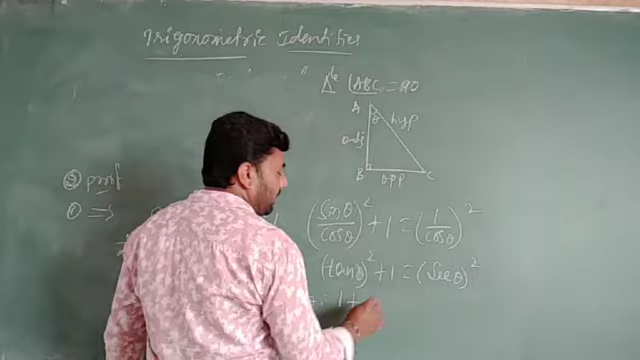 Trigonometric Identities
Δle ∠ABC = 90
A
θ
hyp
adj
B
opp
C
② proof
① ⇒
(sinθ/cosθ)² + 1 = (1/cosθ)²
(tanθ)² + 1 = (secθ)²
1 +